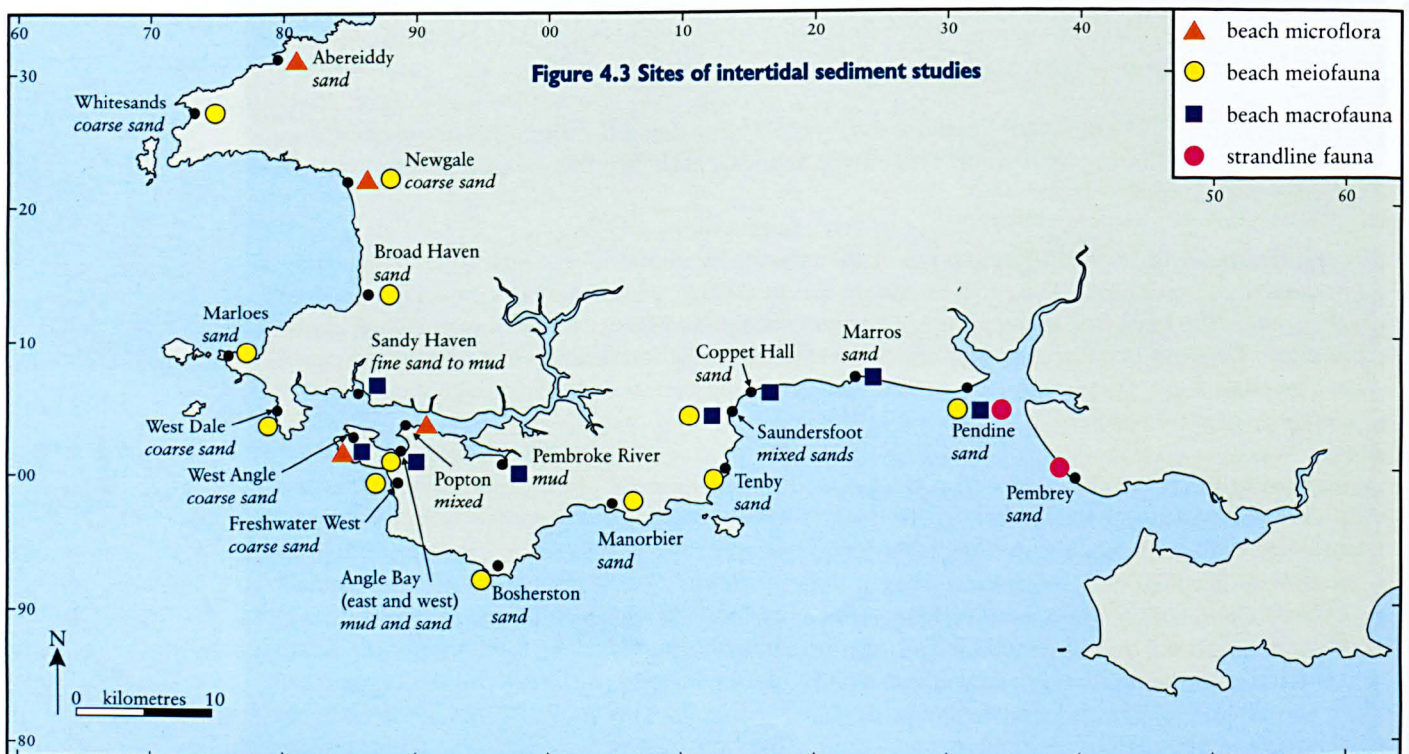 60
70
80
90
00
10
20
30
40
Figure 4.3 Sites of intertidal sediment studies
beach microflora
beach meiofauna
beach macrofauna
strandline fauna
50
60
30
20
10
00
90
80
Abereiddy
sand
Whitesands
coarse sand
Newgale
coarse sand
Broad Haven
sand
Marloes
sand
Sandy Haven
fine sand to mud
Coppet Hall
sand
Marros
sand
West Dale
coarse sand
West Angle
coarse sand
Freshwater West
coarse sand
Popton
mixed
Pembroke River
mud
Angle Bay
(east and west)
mud and sand
Bosherston
sand
Manorbier
sand
Tenby
sand
Saundersfoot
mixed sands
Pendine
sand
Pembrey
sand
N
0 kilometres 10